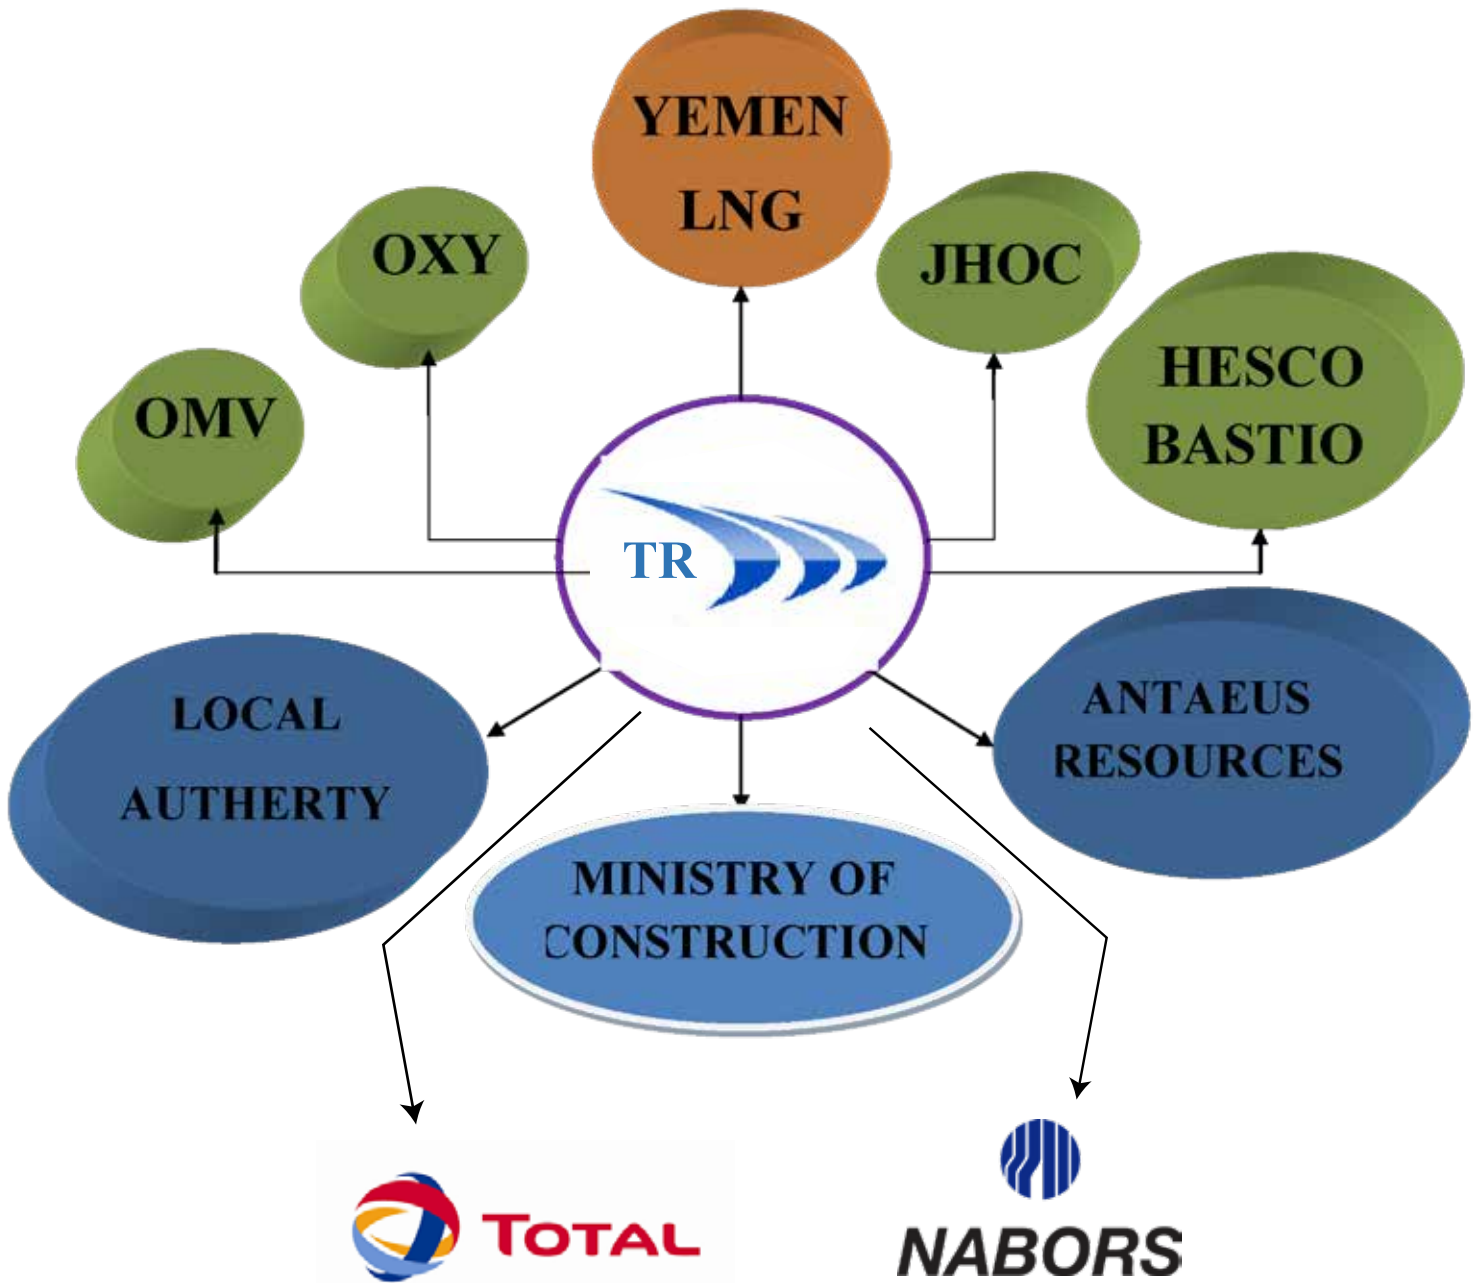 YEMEN
LNG
OXY
JHOC
OMV
HESCO
BASTIO
TR
LOCAL
AUTHERTY
ANTAEUS
RESOURCES
MINISTRY OF
CONSTRUCTION
TOTAL
NABORS